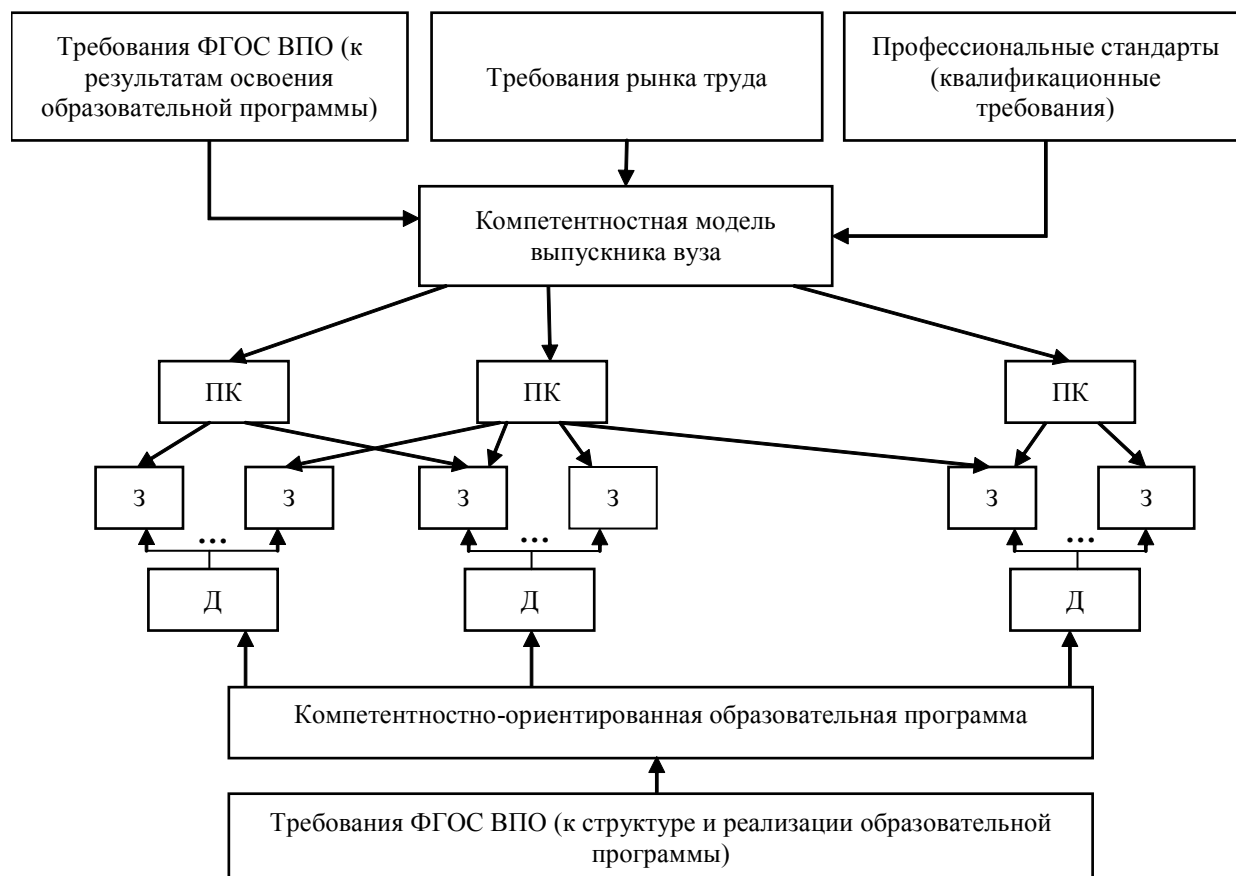 Требования ФГОС ВПО (к
результатам освоения
образовательной программы)
Требования рынка труда
Профессиональные стандарты
(квалификационные
требования)
Компетентностная модель
выпускника вуза
ПК
ПК
ПК
З
З
З
З
З
З
...
...
...
Д
Д
Д
Компетентностно-ориентированная образовательная программа
Требования ФГОС ВПО (к структуре и реализации образовательной
программы)